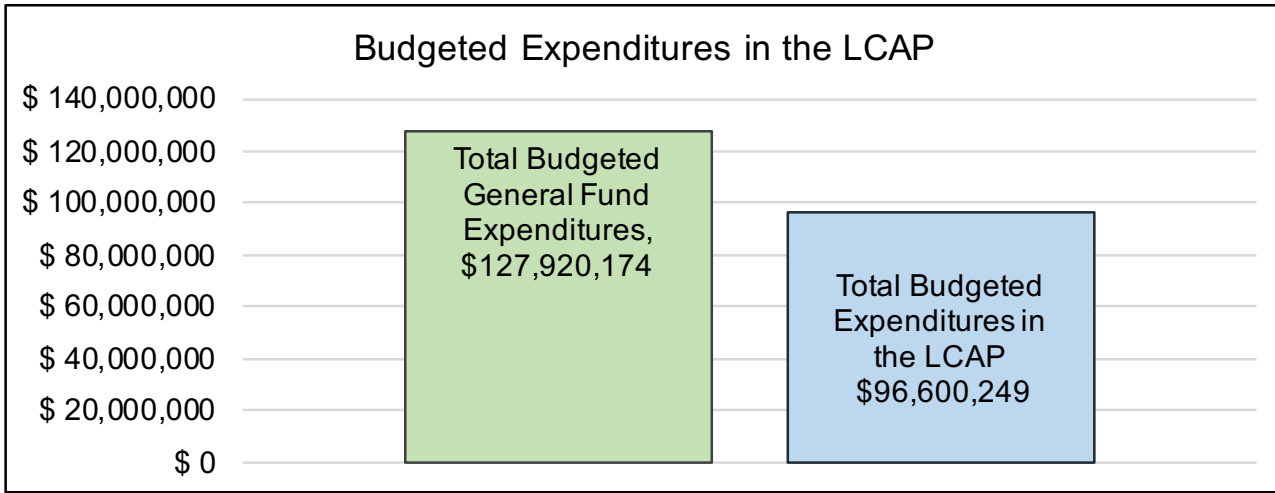 Budgeted Expenditures in the LCAP
$ 140,000,000
$ 120,000,000
$ 100,000,000
$ 80,000,000
$ 60,000,000
$ 40,000,000
$ 20,000,000
$ 0
Total Budgeted
General Fund
Expenditures,
$127,920,174
Total Budgeted
Expenditures in
the LCAP
$96,600,249